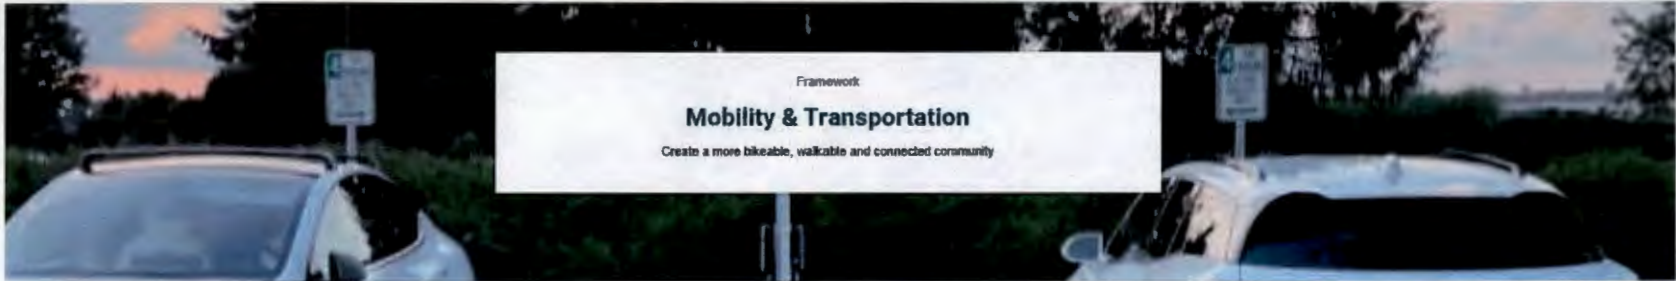 Framework
Mobility & Transportation
Create a more bikeable, walkable and connected community